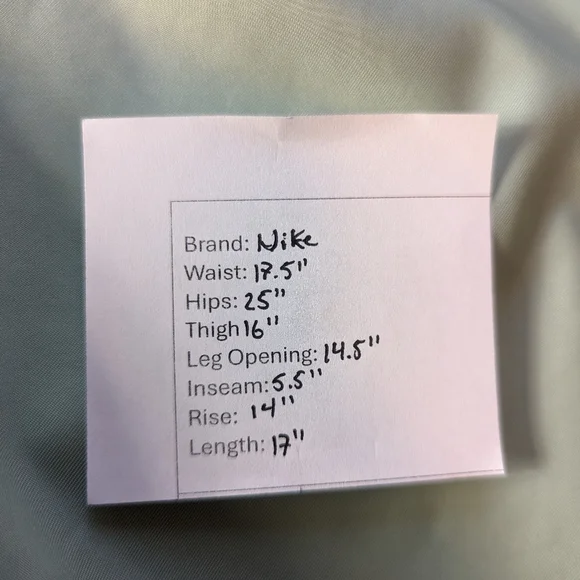 Brand: Nike
Waist: 17.5"
Hips: 25"
Thigh 16"
Leg Opening: 14.5"
Inseam: 5.5"
Rise: 14"
Length: 17"